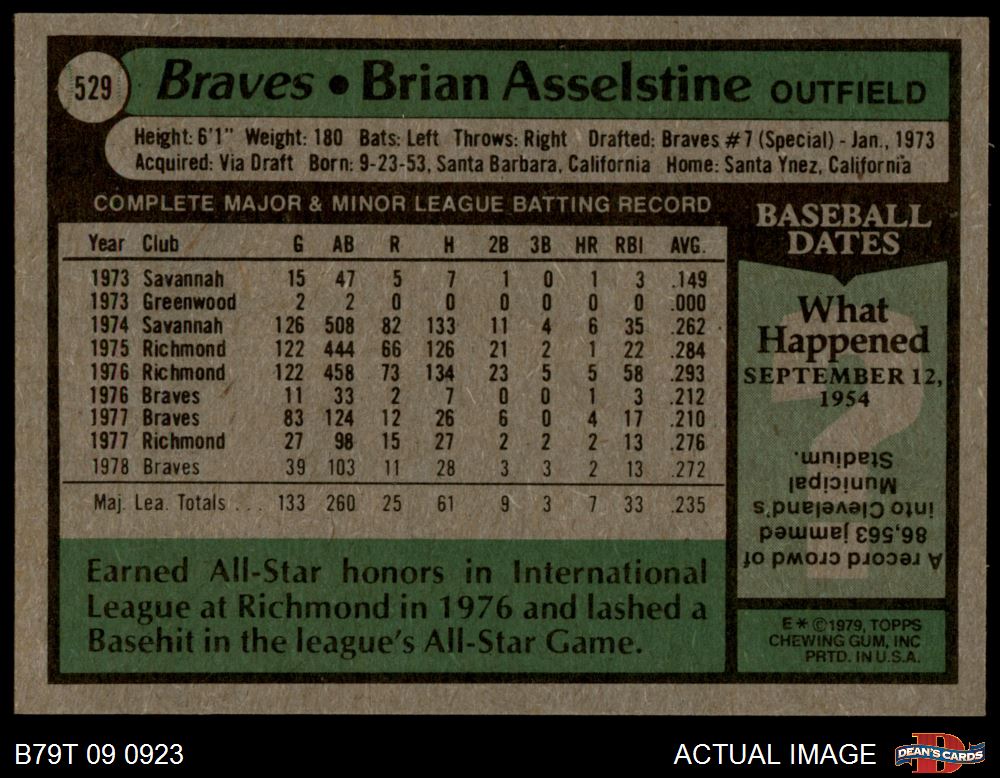 529
Braves • Brian Asselstine OUTFIELD
Height: 6'1" Weight: 180 Bats: Left Throws: Right Drafted: Braves #7 (Special) - Jan., 1973
Acquired: Via Draft Born: 9-23-53, Santa Barbara, California Home: Santa Ynez, California
COMPLETE MAJOR & MINOR LEAGUE BATTING RECORD
Year Club G AB R H 2B 3B HR RBI AVG.
1973 Savannah 15 47 5 7 1 0 1 3 .149
1973 Greenwood 2 2 0 0 0 0 0 0 .000
1974 Savannah 126 508 82 133 11 4 6 35 .262
1975 Richmond 122 444 66 126 21 2 1 22 .284
1976 Richmond 122 458 73 134 23 5 5 58 .293
1976 Braves 11 33 2 7 0 0 1 3 .212
1977 Braves 83 124 12 26 6 0 4 17 .210
1977 Richmond 27 98 15 27 2 2 2 13 .276
1978 Braves 39 103 11 28 3 3 2 13 .272
Maj. Lea. Totals . . . 133 260 25 61 9 3 7 33 .235
Earned All-Star honors in International
League at Richmond in 1976 and lashed a
Basehit in the league's All-Star Game.
BASEBALL
DATES
What
Happened
SEPTEMBER 12,
1954
?
A record crowd of
86,563 jammed
into Cleveland's
Municipal
Stadium.
E * © 1979, TOPPS
CHEWING GUM, INC
PRTD. IN U.S.A.
B79T 09 0923
ACTUAL IMAGE
DEAN'S CARDS